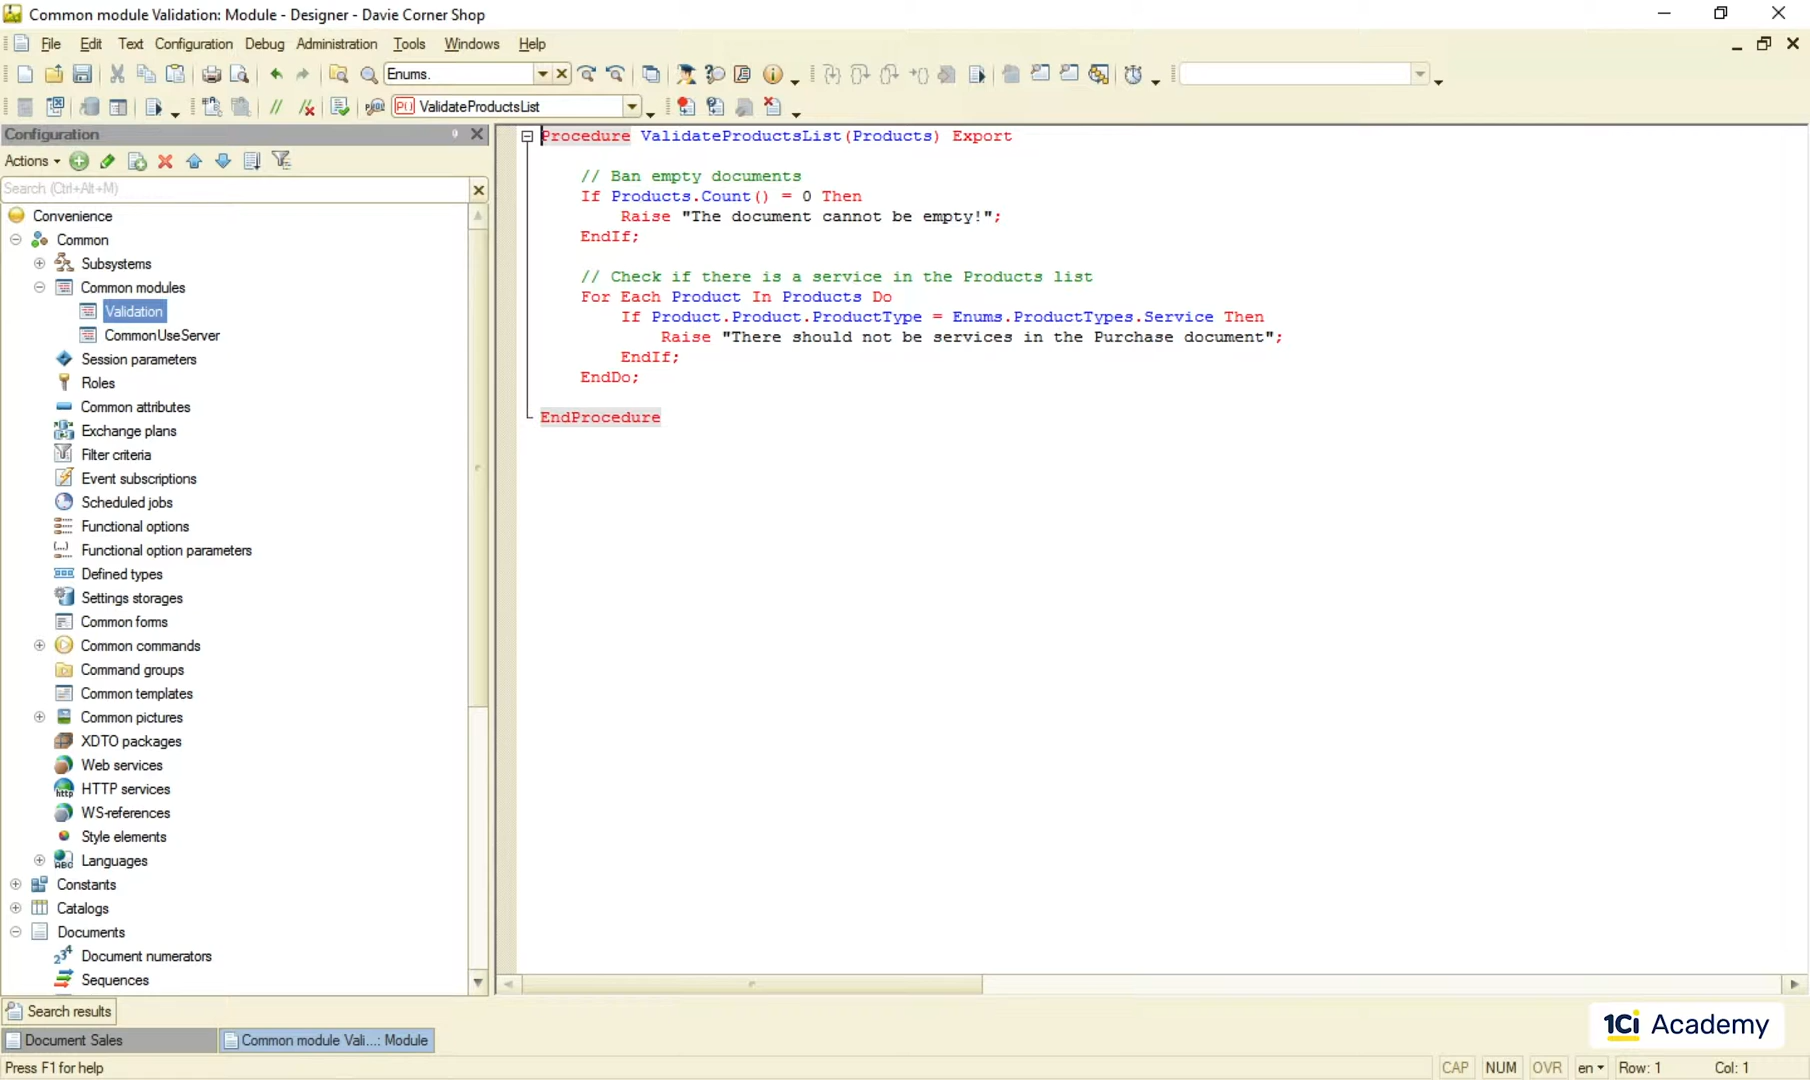 Common module Validation: Module - Designer - Davie Corner Shop
File Edit Text Configuration Debug Administration Tools Windows Help
Enums.
ValidateProductsList
Configuration
Actions
Search (Ctrl+Alt+M)
Convenience
Common
Subsystems
Common modules
Validation
CommonUseServer
Session parameters
Roles
Common attributes
Exchange plans
Filter criteria
Event subscriptions
Scheduled jobs
Functional options
Functional option parameters
Defined types
Settings storages
Common forms
Common commands
Command groups
Common templates
Common pictures
XDTO packages
Web services
HTTP services
WS-references
Style elements
Languages
Constants
Catalogs
Documents
Document numerators
Sequences
Procedure ValidateProductsList(Products) Export
// Ban empty documents
If Products.Count() = 0 Then
Raise "The document cannot be empty!";
EndIf;
// Check if there is a service in the Products list
For Each Product In Products Do
If Product.Product.ProductType = Enums.ProductTypes.Service Then
Raise "There should not be services in the Purchase document";
EndIf;
EndDo;
EndProcedure
Search results
Document Sales
Common module Vali...: Module
1Ci Academy
Press F1 for help
CAP NUM OVR en Row: 1 Col: 1